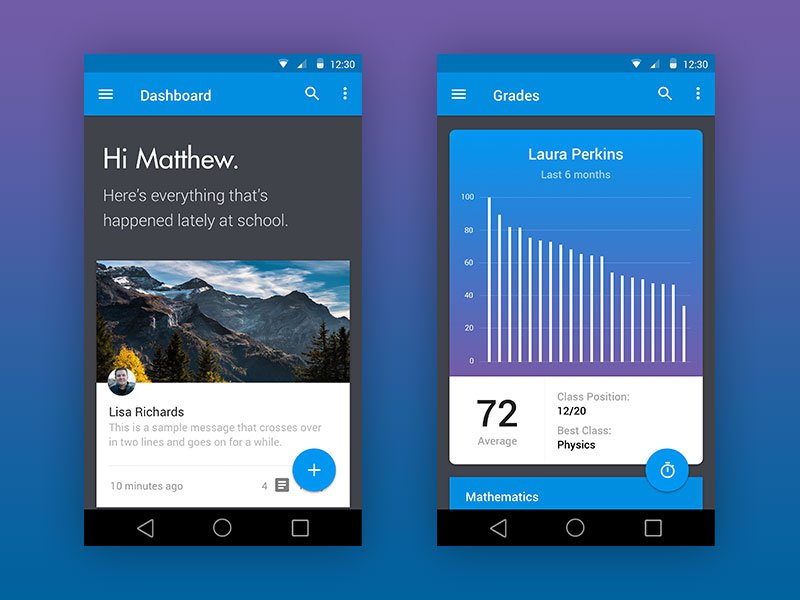 12:30
Dashboard
Hi Matthew.
Here's everything that's
happened lately at school.
Lisa Richards
This is a sample message that crosses over
in two lines and goes on for a while.
10 minutes ago
4
12:30
Grades
Laura Perkins
Last 6 months
100
80
60
40
20
0
72
Average
Class Position:
12/20
Best Class:
Physics
Mathematics